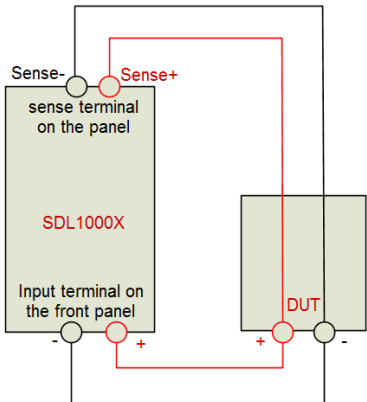 Sense-
Sense+
sense terminal
on the panel
SDL1000X
Input terminal on
the front panel
-
+
DUT
+
-